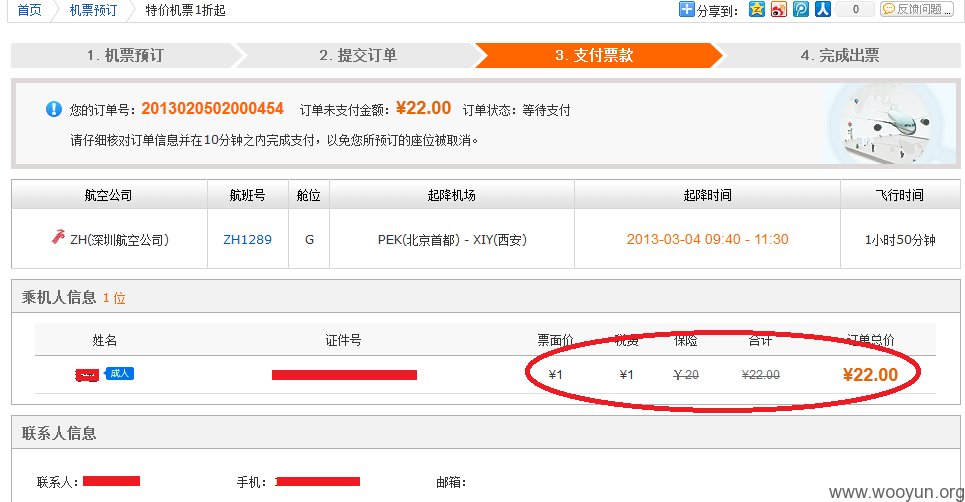 首页 机票预订 特价机票1折起 分享到: 0 反馈问题...
1. 机票预订 2. 提交订单 3. 支付票款 4. 完成出票
您的订单号: 2013020502000454 订单未支付金额: ¥22.00 订单状态: 等待支付
请仔细核对订单信息并在10分钟之内完成支付，以免您所预订的座位被取消。
航空公司 航班号 舱位 起降机场 起降时间 飞行时间
ZH(深圳航空公司) ZH1289 G PEK(北京首都) - XIY(西安) 2013-03-04 09:40 - 11:30 1小时50分钟
乘机人信息 1 位
姓名 证件号 票面价 税费 保险 合计 订单总价
成人 ¥1 ¥1 ¥ 20 ¥22.00 ¥22.00
联系人信息
联系人: 手机: 邮箱:
www.wooyun.org